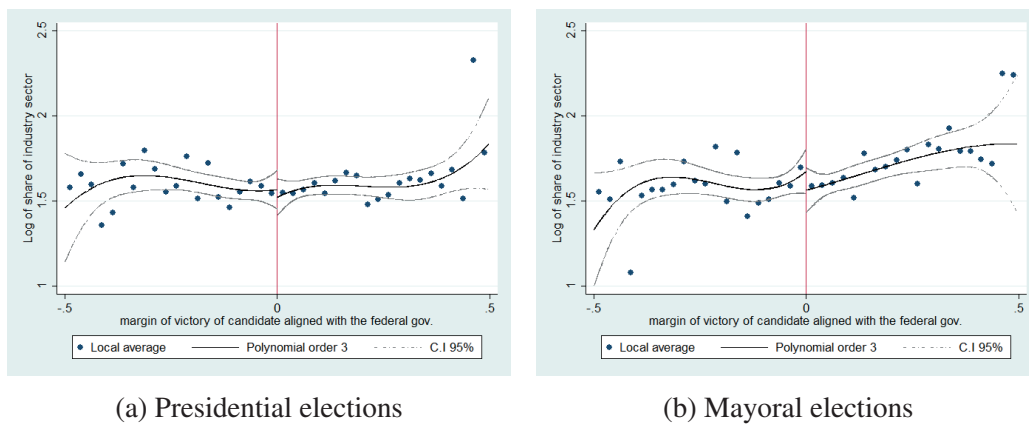 Log of share of industry sector
2.5
2
1.5
1
-.5
0
.5
margin of victory of candidate aligned with the federal gov.
Local average
Polynomial order 3
C.I 95%
(a) Presidential elections
Log of share of industry sector
2.5
2
1.5
1
-.5
0
.5
margin of victory of candidate aligned with the federal gov.
Local average
Polynomial order 3
C.I 95%
(b) Mayoral elections